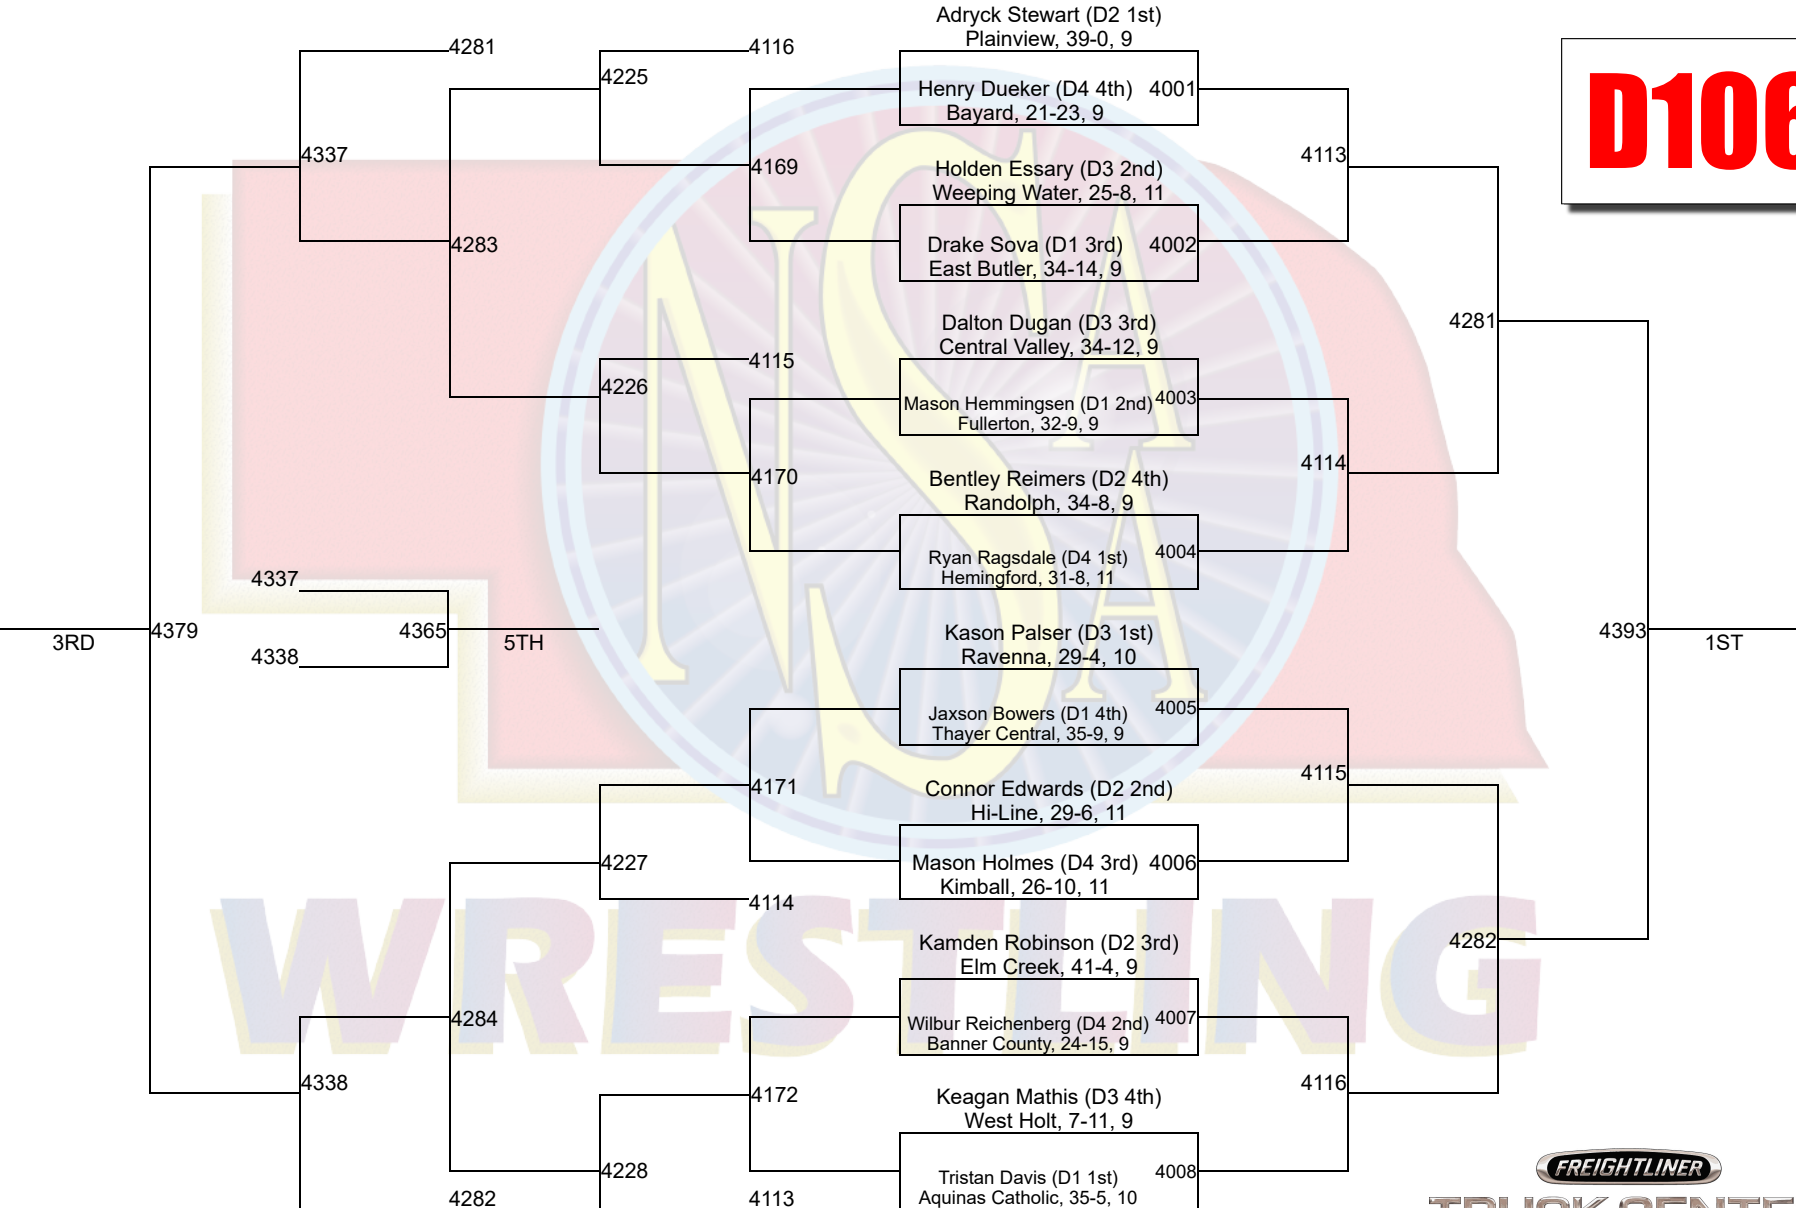 Adryck Stewart (D2 1st)
Plainview, 39-0, 9
4281
4116
4225
Henry Dueker (D4 4th) 4001
Bayard, 21-23, 9
D106
4337
4169
4113
Holden Essary (D3 2nd)
Weeping Water, 25-8, 11
4283
Drake Sova (D1 3rd) 4002
East Butler, 34-14, 9
Dalton Dugan (D3 3rd)
Central Valley, 34-12, 9
4281
4115
4226
Mason Hemmingsen (D1 2nd) 4003
Fullerton, 32-9, 9
4170
4114
Bentley Reimers (D2 4th)
Randolph, 34-8, 9
Ryan Ragsdale (D4 1st) 4004
Hemingford, 31-8, 11
4337
3RD
4379
4365
5TH
4338
Kason Palser (D3 1st)
Ravenna, 29-4, 10
4393
1ST
Jaxson Bowers (D1 4th) 4005
Thayer Central, 35-9, 9
4171
4115
Connor Edwards (D2 2nd)
Hi-Line, 29-6, 11
4227
Mason Holmes (D4 3rd) 4006
Kimball, 26-10, 11
4114
Kamden Robinson (D2 3rd)
Elm Creek, 41-4, 9
4282
4284
Wilbur Reichenberg (D4 2nd) 4007
Banner County, 24-15, 9
4338
4172
4116
Keagan Mathis (D3 4th)
West Holt, 7-11, 9
4228
Tristan Davis (D1 1st) 4008
Aquinas Catholic, 35-5, 10
4282
4113
NSAA
WRESTLING
FREIGHTLINER